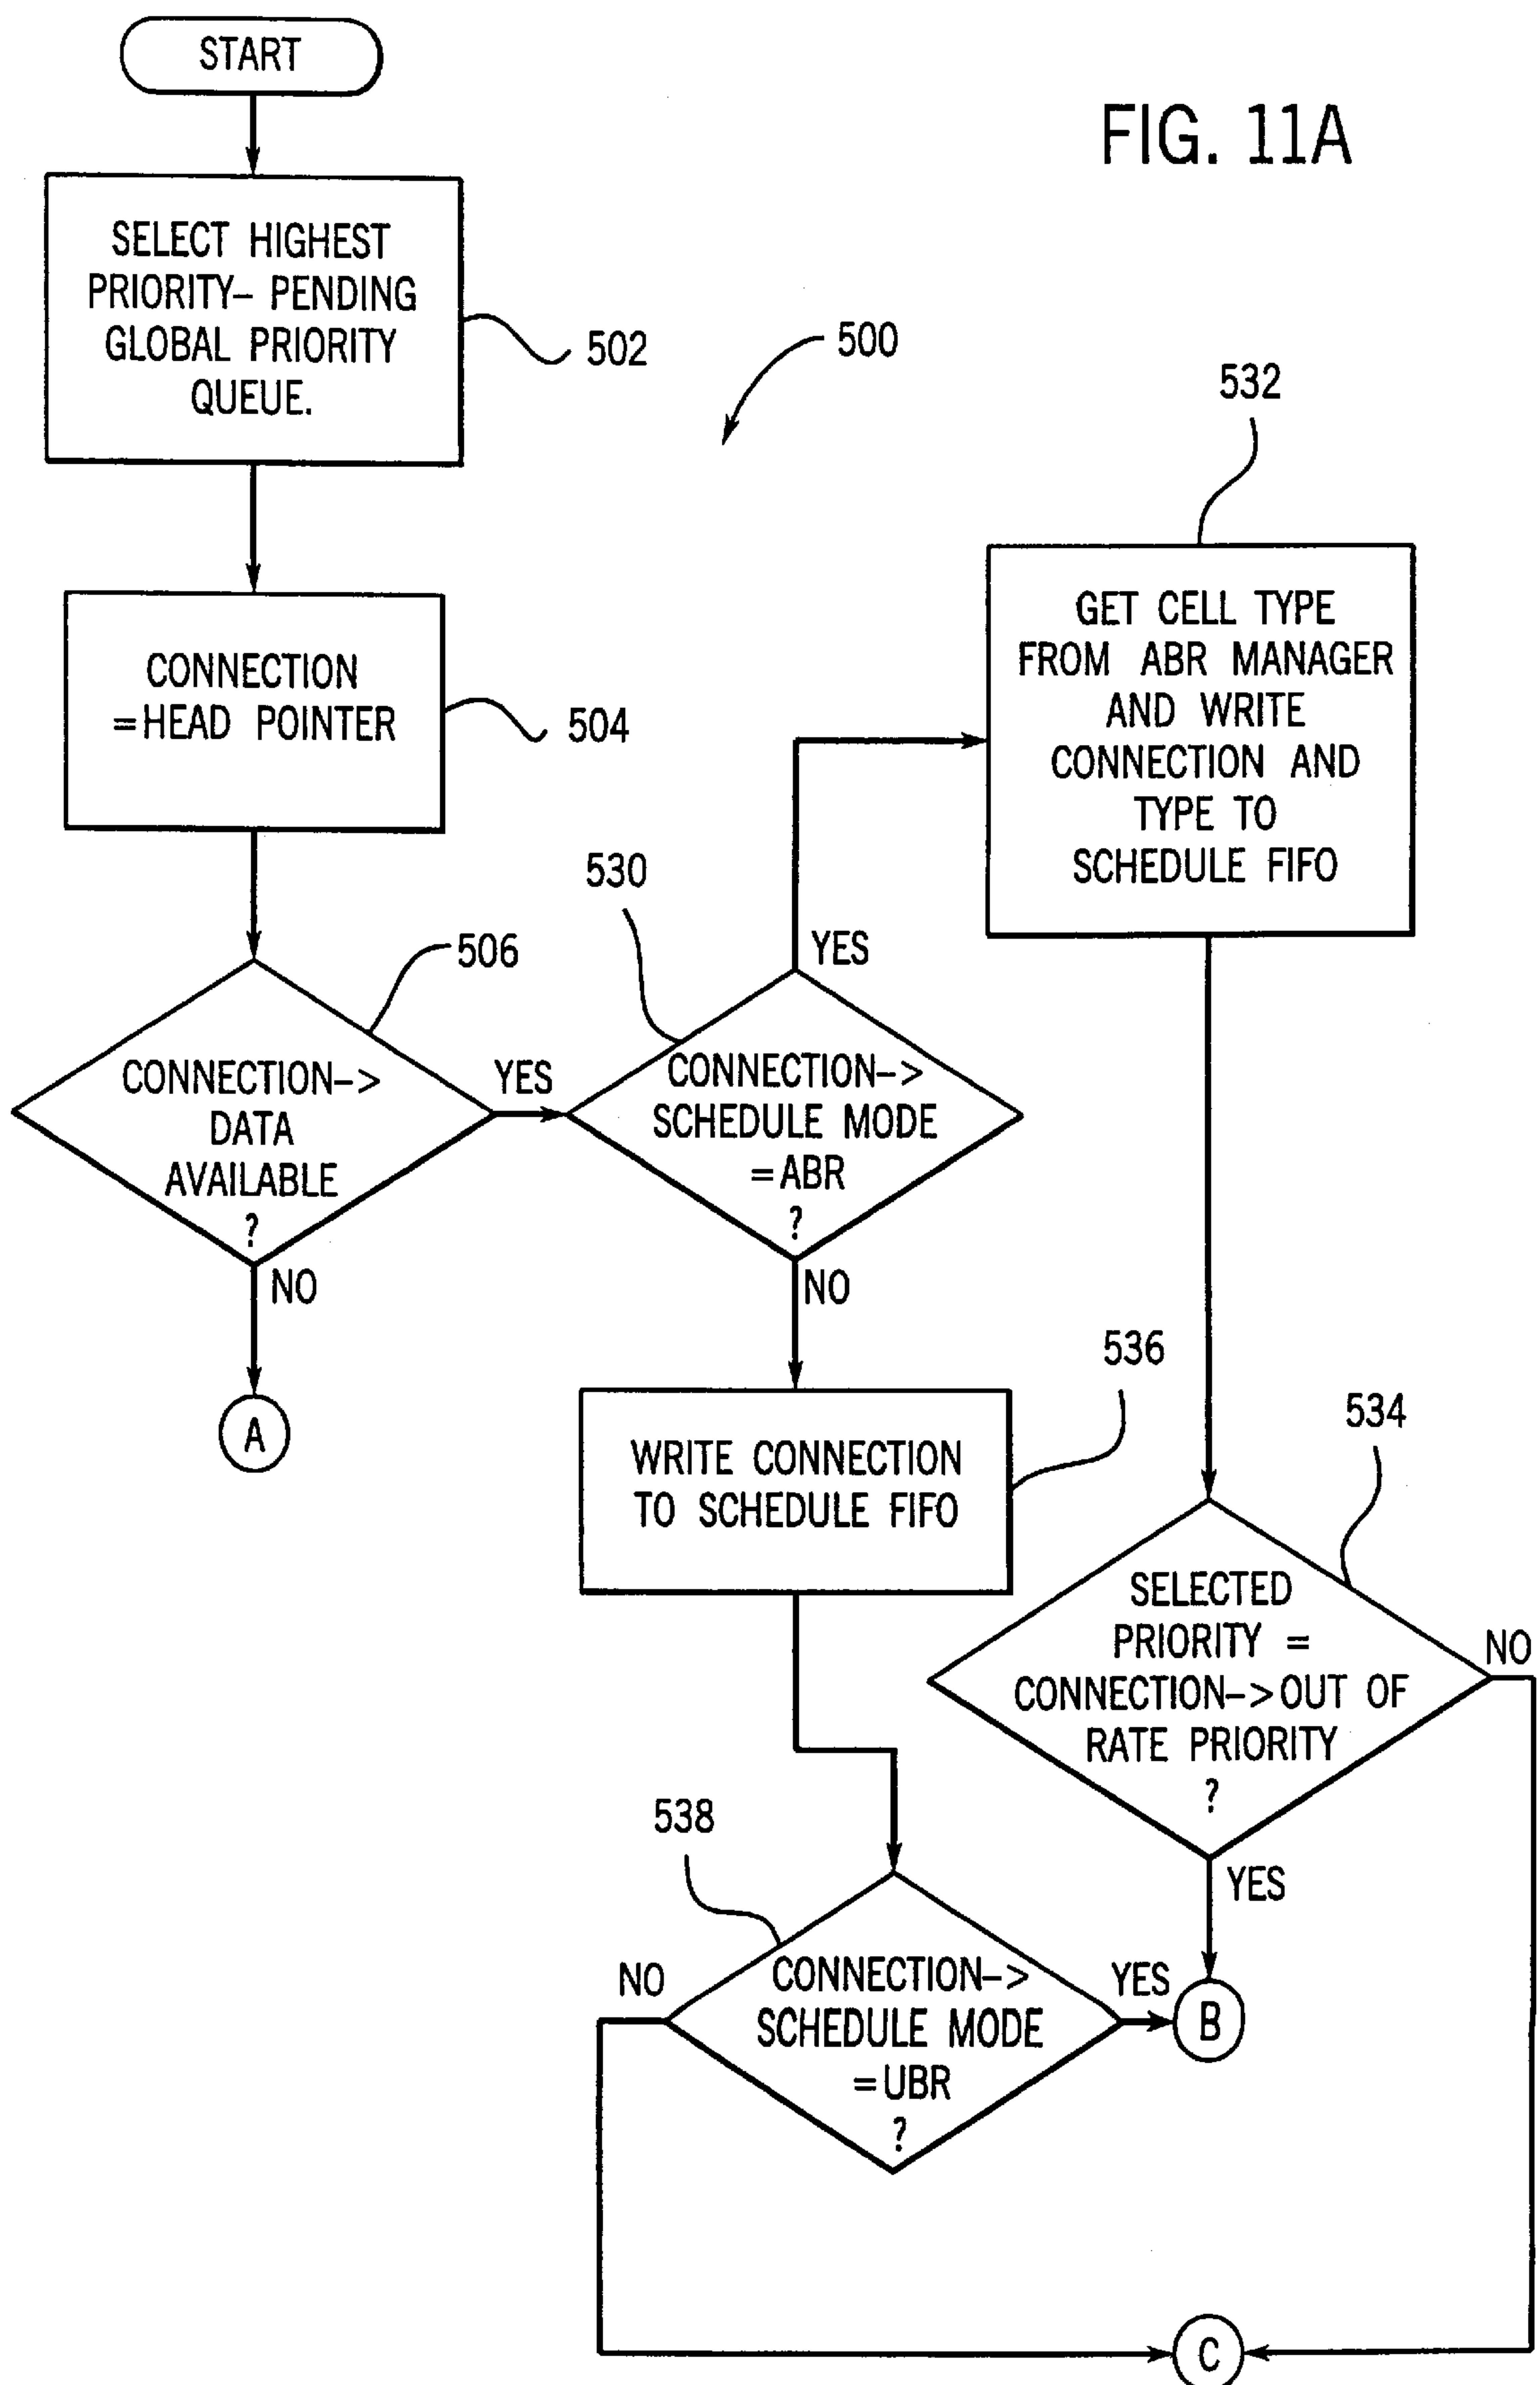 START
FIG. 11A
SELECT HIGHEST
PRIORITY- PENDING
GLOBAL PRIORITY
QUEUE.
502
500
532
CONNECTION
=HEAD POINTER
504
GET CELL TYPE
FROM ABR MANAGER
AND WRITE
CONNECTION AND
TYPE TO
SCHEDULE FIFO
530
506
CONNECTION->
DATA
AVAILABLE
?
YES
NO
A
YES
CONNECTION->
SCHEDULE MODE
=ABR
?
NO
536
WRITE CONNECTION
TO SCHEDULE FIFO
534
SELECTED
PRIORITY =
CONNECTION->OUT OF
RATE PRIORITY
?
NO
YES
538
NO
CONNECTION->
SCHEDULE MODE
=UBR
?
YES
B
C